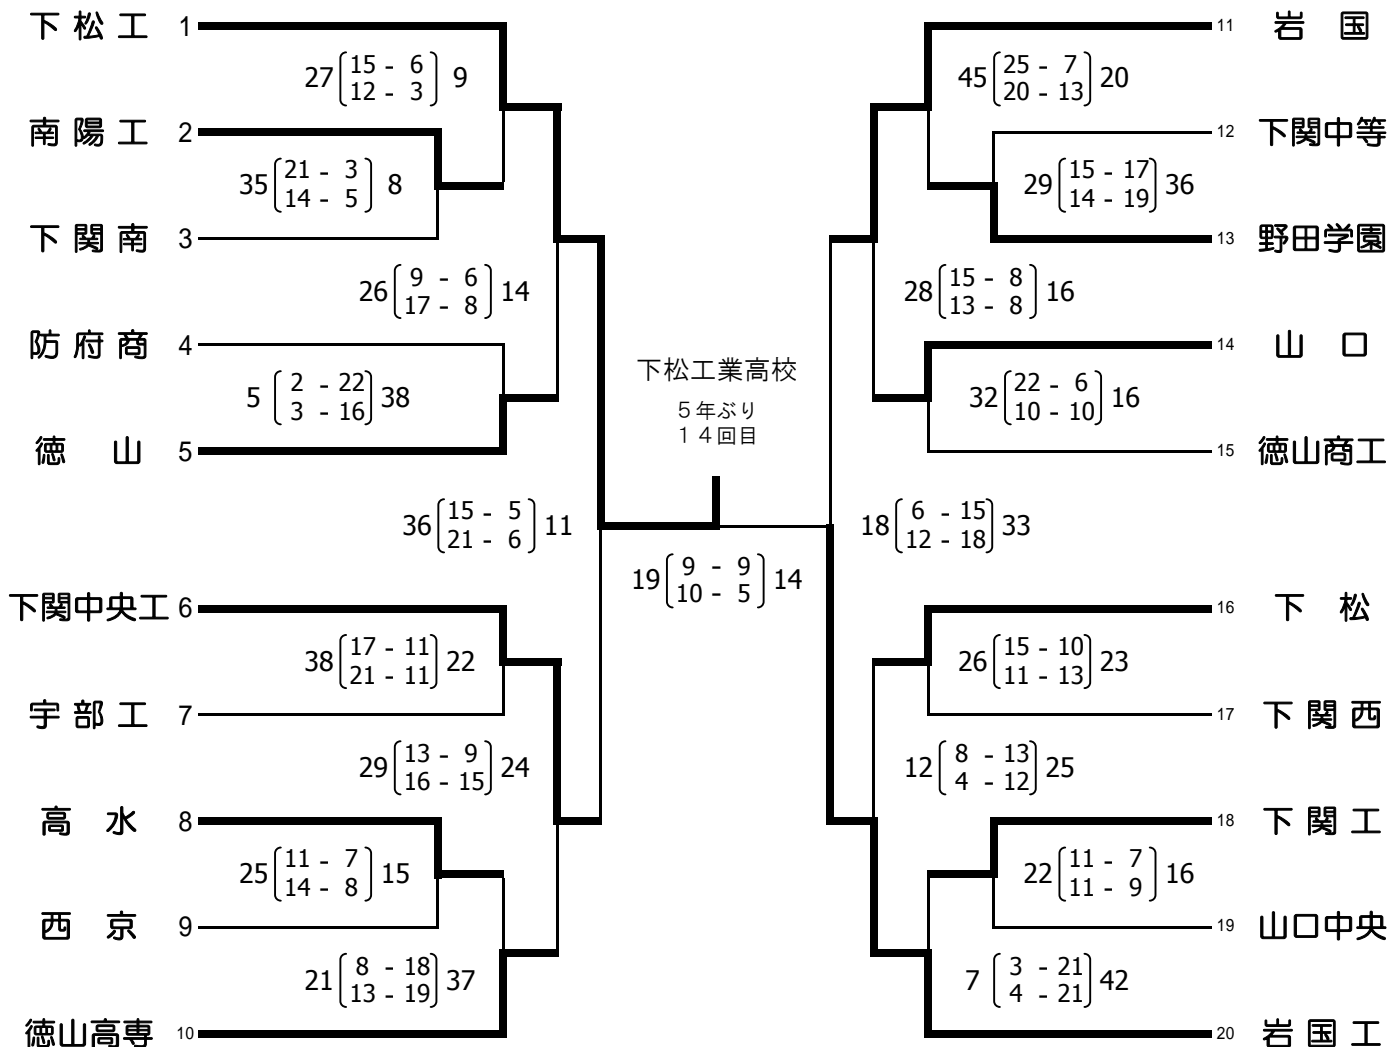 下松工 1
27 15 - 6 9
12 - 3
南陽工 2
35 21 - 3 8
14 - 5
下関南 3
26 9 - 6 14
17 - 8
防府商 4
5 2 - 22 38
3 - 16
徳山 5
36 15 - 5 11
21 - 6
下関中央工 6
38 17 - 11 22
21 - 11
宇部工 7
29 13 - 9 24
16 - 15
高水 8
25 11 - 7 15
14 - 8
西京 9
21 8 - 18 37
13 - 19
徳山高専 10
下松工業高校
5年ぶり
14回目
19 9 - 9 14
10 - 5
11 岩国
45 25 - 7 20
20 - 13
12 下関中等
29 15 - 17 36
14 - 19
13 野田学園
28 15 - 8 16
13 - 8
14 山口
32 22 - 6 16
10 - 10
15 徳山商工
18 6 - 15 33
12 - 18
16 下松
26 15 - 10 23
11 - 13
17 下関西
12 8 - 13 25
4 - 12
18 下関工
22 11 - 7 16
11 - 9
19 山口中央
7 3 - 21 42
4 - 21
20 岩国工